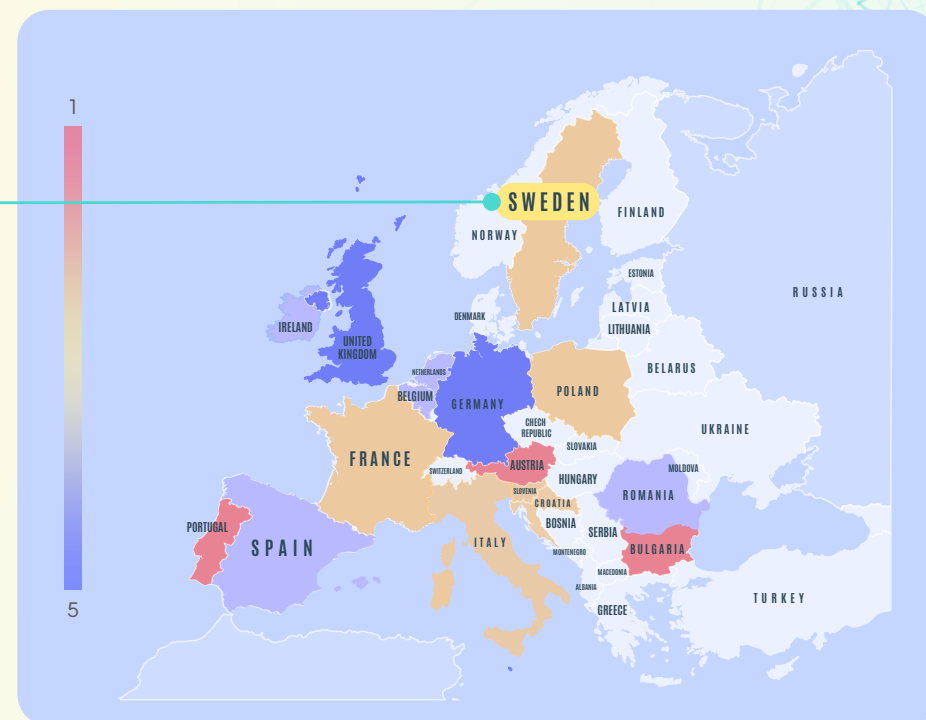 1
SWEDEN
FINLAND
NORWAY
ESTONIA
RUSSIA
LATVIA
DENMARK
IRELAND
LITHUANIA
UNITED
KINGDOM
BELARUS
NETHERLANDS
POLAND
BELGIUM
GERMANY
CHECH
REPUBLIC
UKRAINE
SLOVAKIA
FRANCE
AUSTRIA
MOLDOVA
SWITZERLAND
HUNGARY
SLOVENIA
ROMANIA
CROATIA
PORTUGAL
BOSNIA
SERBIA
SPAIN
ITALY
BULGARIA
MONTENEGRO
MACEDONIA
ALBANIA
TURKEY
5
GREECE